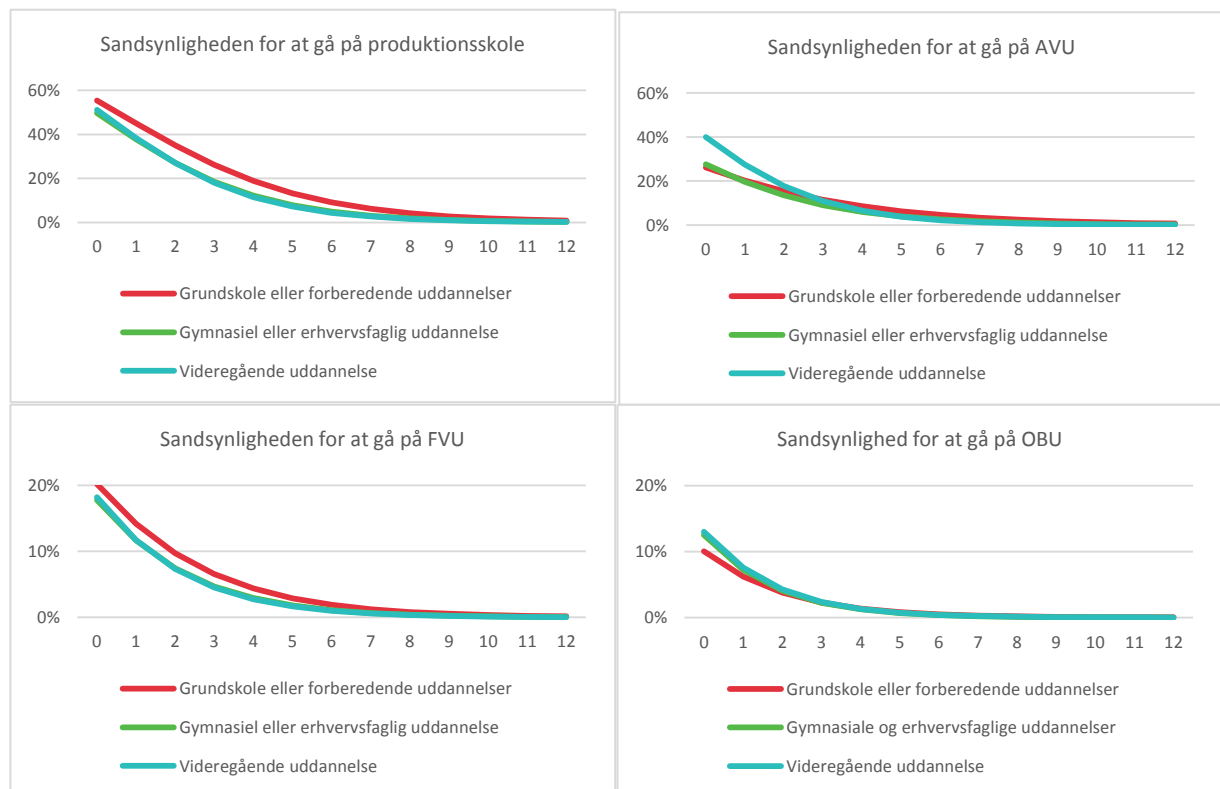 Sandsynligheden for at gå på produktionsskole
60%
40%
20%
0%
0 1 2 3 4 5 6 7 8 9 10 11 12
Grundskole eller forberedende uddannelser
Gymnasiel eller erhvervsfaglig uddannelse
Videregående uddannelse
Sandsynligheden for at gå på AVU
60%
40%
20%
0%
0 1 2 3 4 5 6 7 8 9 10 11 12
Grundskole eller forberedende uddannelser
Gymnasiel eller erhvervsfaglig uddannelse
Videregående uddannelse
Sandsynligheden for at gå på FVU
20%
10%
0%
0 1 2 3 4 5 6 7 8 9 10 11 12
Grundskole eller forberedende uddannelser
Gymnasiel eller erhvervsfaglig uddannelse
Videregående uddannelse
Sandsynlighed for at gå på OBU
20%
10%
0%
0 1 2 3 4 5 6 7 8 9 10 11 12
Grundskole eller forberedende uddannelser
Gymnasiale og erhvervsfaglige uddannelser
Videregående uddannelse